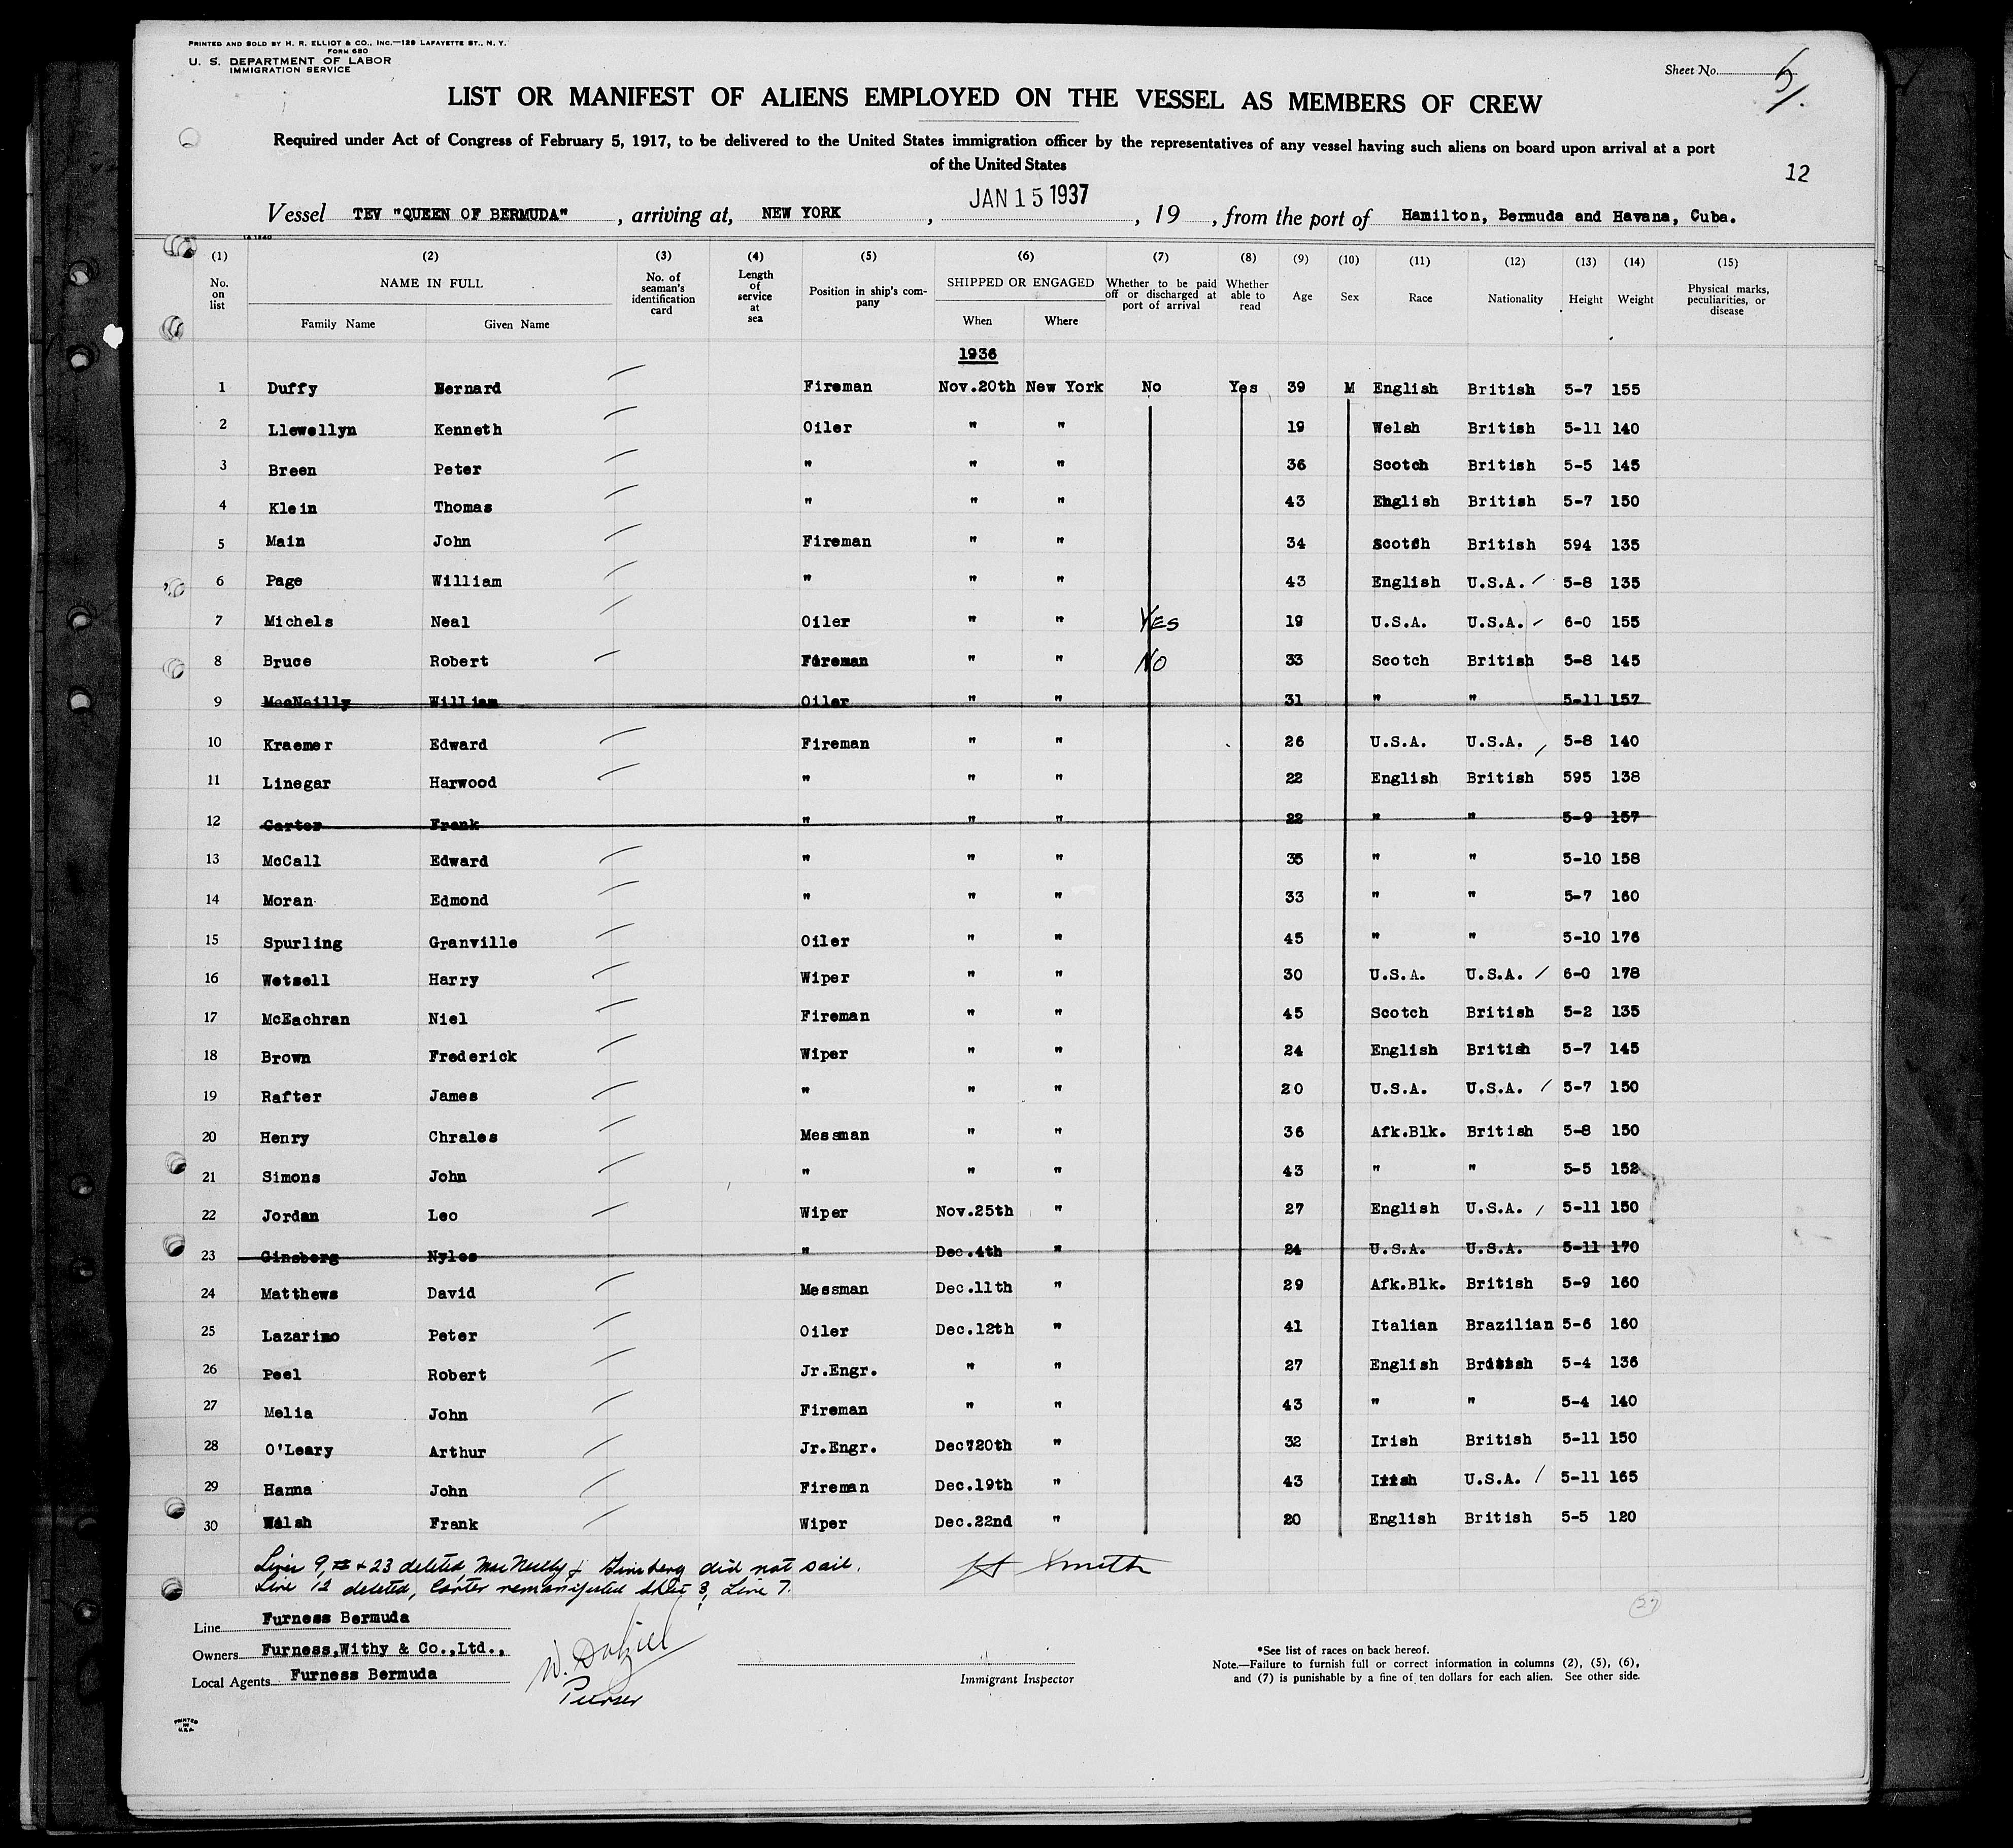 PRINTED AND SOLD BY H. R. ELLIOT & CO., INC.—129 LAFAYETTE ST., N. Y.
FORM 680
U. S. DEPARTMENT OF LABOR
IMMIGRATION SERVICE
Sheet No. 5/.
LIST OR MANIFEST OF ALIENS EMPLOYED ON THE VESSEL AS MEMBERS OF CREW
Required under Act of Congress of February 5, 1917, to be delivered to the United States immigration officer by the representatives of any vessel having such aliens on board upon arrival at a port
of the United States
12
Vessel TEV "QUEEN OF BERMUDA", arriving at, NEW YORK, JAN 15 1937, 19 , from the port of Hamilton, Bermuda and Havana, Cuba.
(1) (2) (3) (4) (5) (6) (7) (8) (9) (10) (11) (12) (13) (14) (15)
No. on list NAME IN FULL Family Name Given Name No. of seaman's identification card Length of service at sea Position in ship's company SHIPPED OR ENGAGED When Where Whether to be paid off or discharged at port of arrival Whether able to read Age Sex Race Nationality Height Weight Physical marks, peculiarities, or disease
1936
1 Duffy Bernard Fireman Nov.20th New York No Yes 39 M English British 5-7 155
2 Llewellyn Kenneth Oiler " " 19 Welsh British 5-11 140
3 Breen Peter " " " 36 Scotch British 5-5 145
4 Klein Thomas " " " 43 English British 5-7 150
5 Main John Fireman " " 34 Scotch British 594 135
6 Page William " " " 43 English U.S.A. 5-8 135
7 Michels Neal Oiler " " YES 19 U.S.A. U.S.A. 6-0 155
8 Bruce Robert Fireman " " NO 33 Scotch British 5-8 145
9 MacNeilly William Oiler " " 31 " " 5-11 157
10 Kraemer Edward Fireman " " 26 U.S.A. U.S.A. 5-8 140
11 Linegar Harwood " " " 22 English British 595 138
12 Carter Frank " " " 22 " " 5-9 157
13 McCall Edward " " " 35 " " 5-10 158
14 Moran Edmond " " " 33 " " 5-7 160
15 Spurling Granville Oiler " " 45 " " 5-10 176
16 Wetsell Harry Wiper " " 30 U.S.A. U.S.A. 6-0 178
17 McEachran Niel Fireman " " 45 Scotch British 5-2 135
18 Brown Frederick Wiper " " 24 English British 5-7 145
19 Rafter James " " " 20 U.S.A. U.S.A. 5-7 150
20 Henry Chrales Messman " " 36 Afk.Blk. British 5-8 150
21 Simons John " " " 43 " " 5-5 152
22 Jordan Leo Wiper Nov.25th " 27 English U.S.A. 5-11 150
23 Ginsberg Nyles " Dec.4th " 24 U.S.A. U.S.A. 5-11 170
24 Matthews David Messman Dec.11th " 29 Afk.Blk. British 5-9 160
25 Lazarino Peter Oiler Dec.12th " 41 Italian Brazilian 5-6 160
26 Peel Robert Jr.Engr. " " 27 English British 5-4 136
27 Melia John Fireman " " 43 " " 5-4 140
28 O'Leary Arthur Jr.Engr. Dec"20th " 32 Irish British 5-11 150
29 Hanna John Fireman Dec.19th " 43 Irish U.S.A. 5-11 165
30 Walsh Frank Wiper Dec.22nd " 20 English British 5-5 120
Lines 9, & 23 deleted, MacNeilly & Ginsberg did not sail.
Line 12 deleted, Carter remanifested sheet 3, Line 7.
Smith
27
Line Furness Bermuda
Owners Furness,Withy & Co.,Ltd.,
Local Agents Furness Bermuda
W. Dalziel
Purser
Immigrant Inspector
*See list of races on back hereof.
Note.—Failure to furnish full or correct information in columns (2), (5), (6),
and (7) is punishable by a fine of ten dollars for each alien. See other side.
PRINTED
IN
U.S.A.